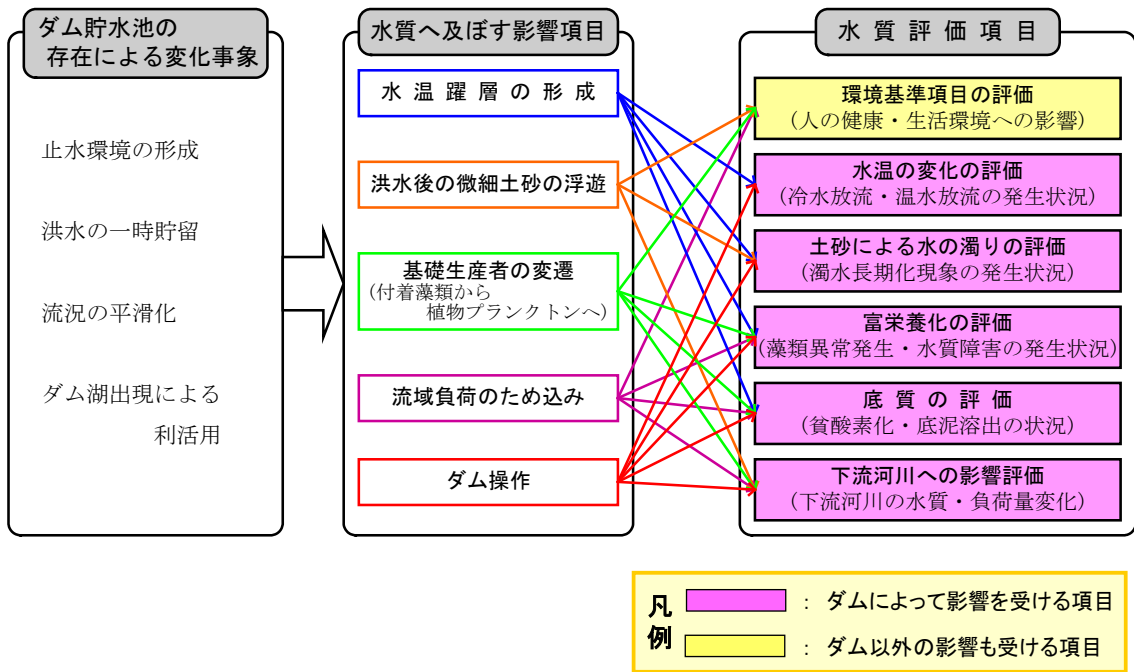 ダム貯水池の
存在による変化事象
止水環境の形成
洪水の一時貯留
流況の平滑化
ダム湖出現による
利活用
水質へ及ぼす影響項目
水温躍層の形成
洪水後の微細土砂の浮遊
基礎生産者の変遷
(付着藻類から
植物プランクトンへ)
流域負荷のため込み
ダム操作
水質評価項目
環境基準項目の評価
(人の健康・生活環境への影響)
水温の変化の評価
(冷水放流・温水放流の発生状況)
土砂による水の濁りの評価
(濁水長期化現象の発生状況)
富栄養化の評価
(藻類異常発生・水質障害の発生状況)
底質の評価
(貧酸素化・底泥溶出の状況)
下流河川への影響評価
(下流河川の水質・負荷量変化)
凡例
: ダムによって影響を受ける項目
: ダム以外の影響も受ける項目